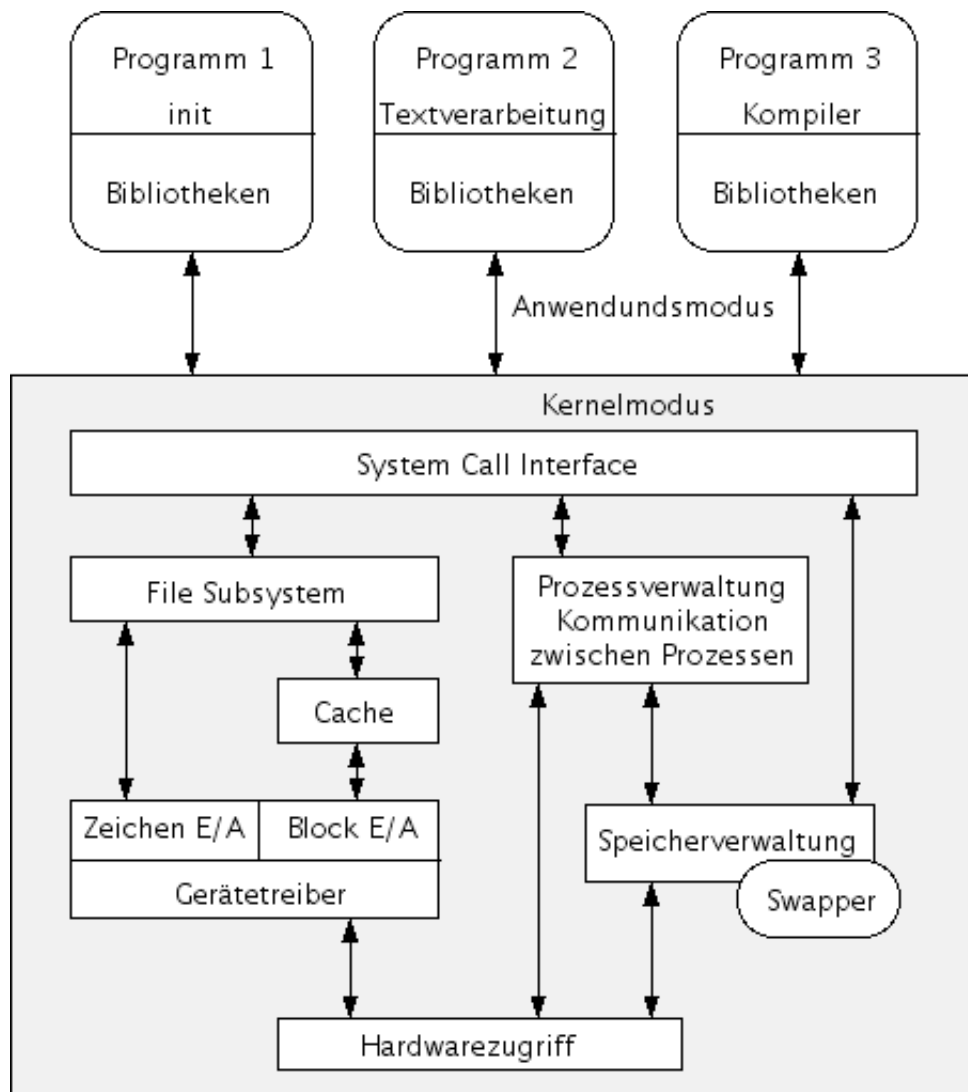 Programm 1
init
Bibliotheken
Programm 2
Textverarbeitung
Bibliotheken
Programm 3
Kompiler
Bibliotheken
Anwendundsmodus
Kernelmodus
System Call Interface
File Subsystem
Prozessverwaltung
Kommunikation
zwischen Prozessen
Cache
Zeichen E/A
Block E/A
Gerätetreiber
Speicherverwaltung
Swapper
Hardwarezugriff